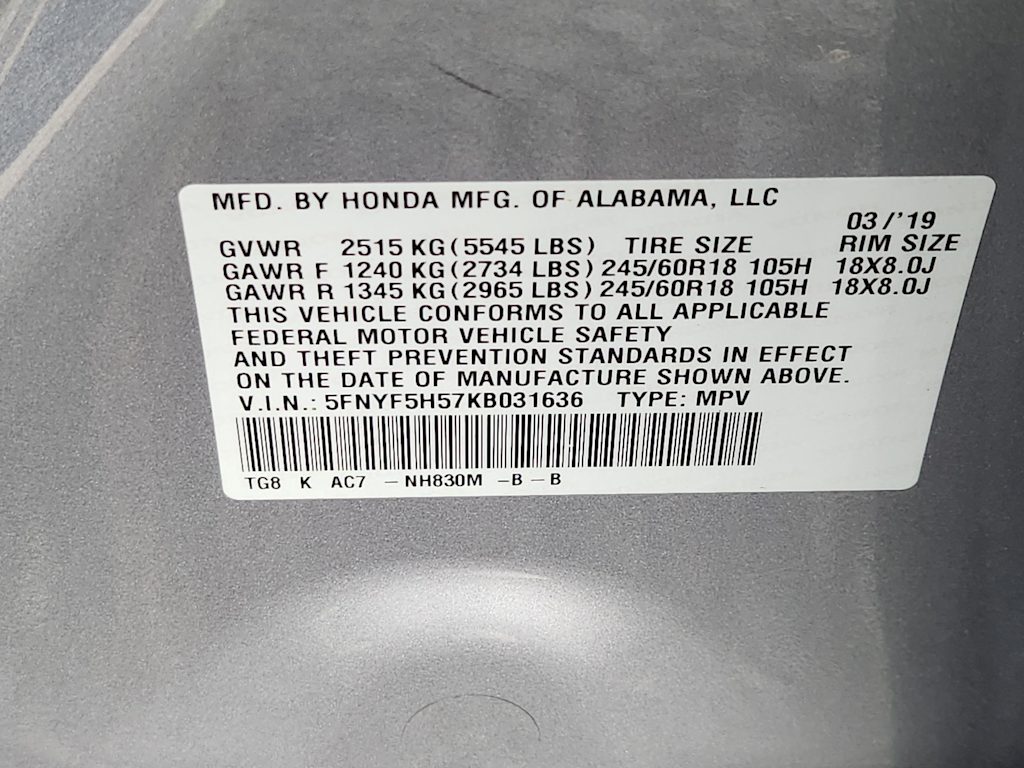 MFD. BY HONDA MFG. OF ALABAMA, LLC
03/'19
GVWR 2515 KG (5545 LBS) TIRE SIZE RIM SIZE
GAWR F 1240 KG (2734 LBS) 245/60R18 105H 18X8.0J
GAWR R 1345 KG (2965 LBS) 245/60R18 105H 18X8.0J
THIS VEHICLE CONFORMS TO ALL APPLICABLE
FEDERAL MOTOR VEHICLE SAFETY
AND THEFT PREVENTION STANDARDS IN EFFECT
ON THE DATE OF MANUFACTURE SHOWN ABOVE.
V.I.N.: 5FNYF5H57KB031636 TYPE: MPV
TG8 K AC7 – NH830M –B – B